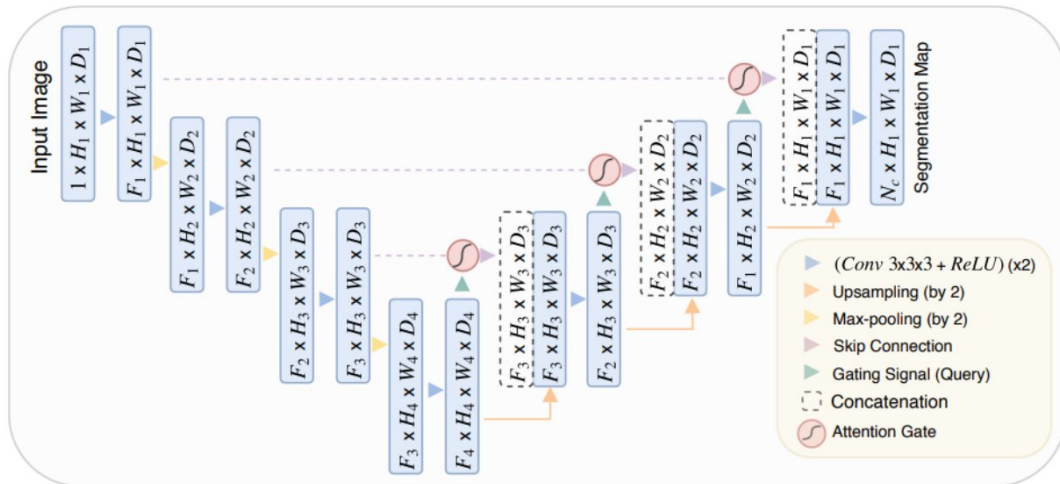 Input Image
1 x H₁ x W₁ x D₁
F₁ x H₁ x W₁ x D₁
F₁ x H₂ x W₂ x D₂
F₂ x H₂ x W₂ x D₂
F₂ x H₃ x W₃ x D₃
F₃ x H₃ x W₃ x D₃
F₃ x H₄ x W₄ x D₄
F₄ x H₄ x W₄ x D₄
F₃ x H₃ x W₃ x D₃
F₃ x H₃ x W₃ x D₃
F₂ x H₃ x W₃ x D₃
F₂ x H₂ x W₂ x D₂
F₂ x H₂ x W₂ x D₂
F₁ x H₂ x W₂ x D₂
F₁ x H₁ x W₁ x D₁
F₁ x H₁ x W₁ x D₁
N_c x H₁ x W₁ x D₁
Segmentation Map
(Conv 3x3x3 + ReLU) (x2)
Upsampling (by 2)
Max-pooling (by 2)
Skip Connection
Gating Signal (Query)
Concatenation
Attention Gate